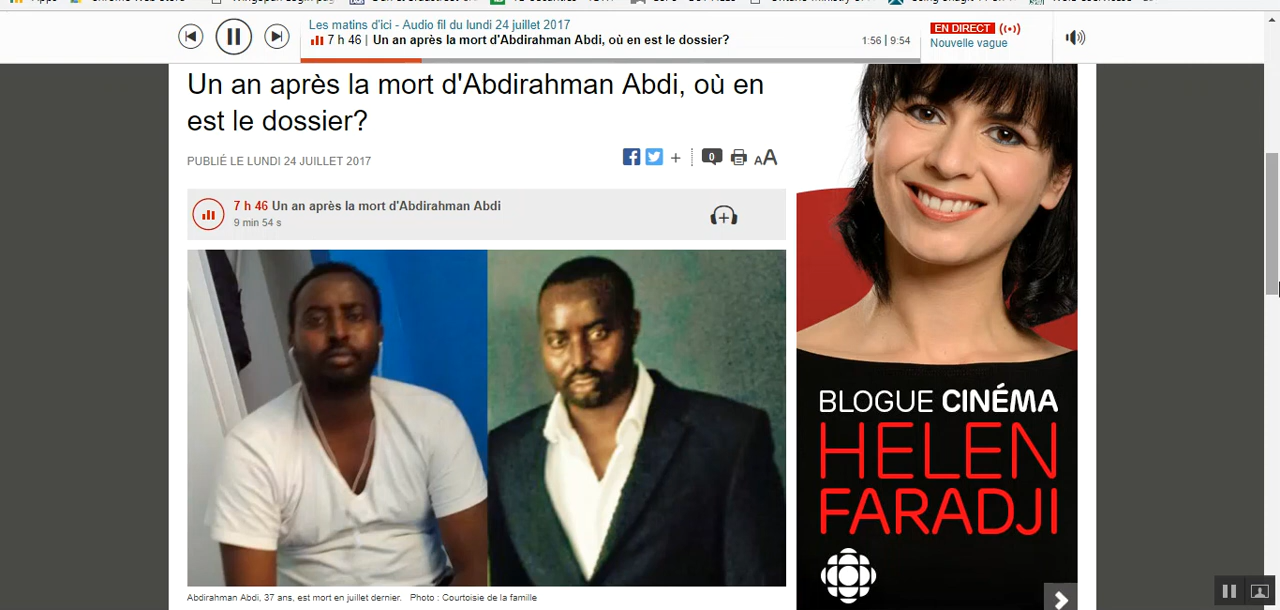 Les matins d'ici - Audio fil du lundi 24 juillet 2017
7 h 46 | Un an après la mort d'Abdirahman Abdi, où en est le dossier?
1:56 | 9:54
EN DIRECT
Nouvelle vague
Un an après la mort d'Abdirahman Abdi, où en
est le dossier?
PUBLIÉ LE LUNDI 24 JUILLET 2017
0
AA
7 h 46 Un an après la mort d'Abdirahman Abdi
9 min 54 s
Abdirahman Abdi, 37 ans, est mort en juillet dernier. Photo : Courtoisie de la famille
BLOGUE CINÉMA
HELEN
FARADJI